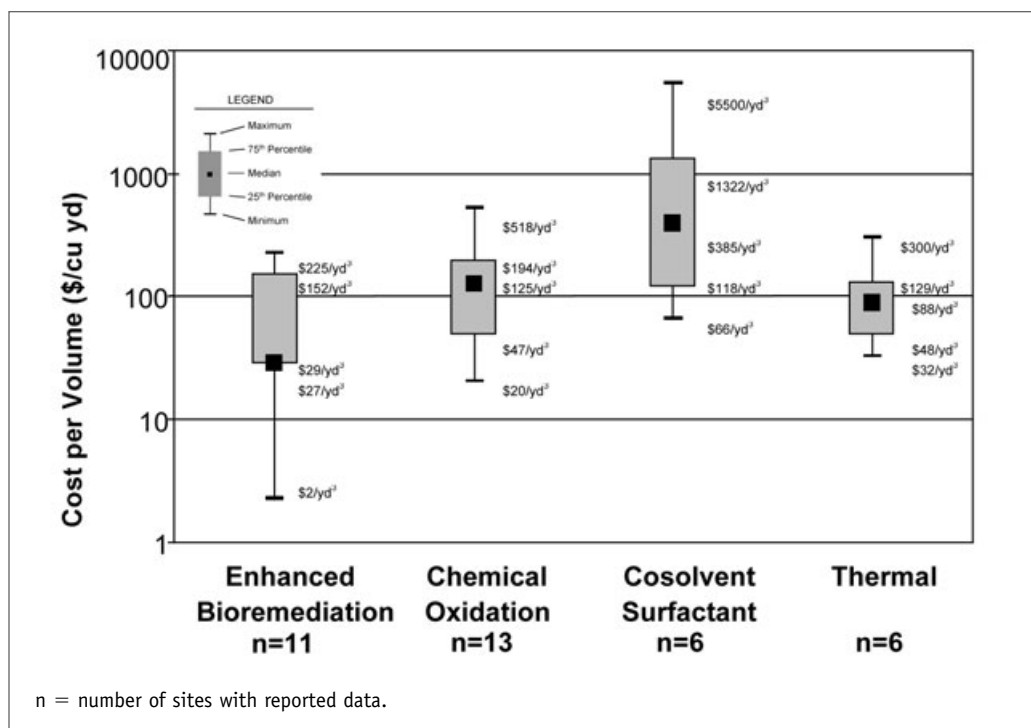 10000
1000
100
10
1
Cost per Volume ($/cu yd)
LEGEND
Maximum
75th Percentile
Median
25th Percentile
Minimum
$225/yd³
$152/yd³
$29/yd³
$27/yd³
$2/yd³
$518/yd³
$194/yd³
$125/yd³
$47/yd³
$20/yd³
$5500/yd³
$1322/yd³
$385/yd³
$118/yd³
$66/yd³
$300/yd³
$129/yd³
$88/yd³
$48/yd³
$32/yd³
Enhanced
Bioremediation
n=11
Chemical
Oxidation
n=13
Cosolvent
Surfactant
n=6
Thermal
n=6
n = number of sites with reported data.